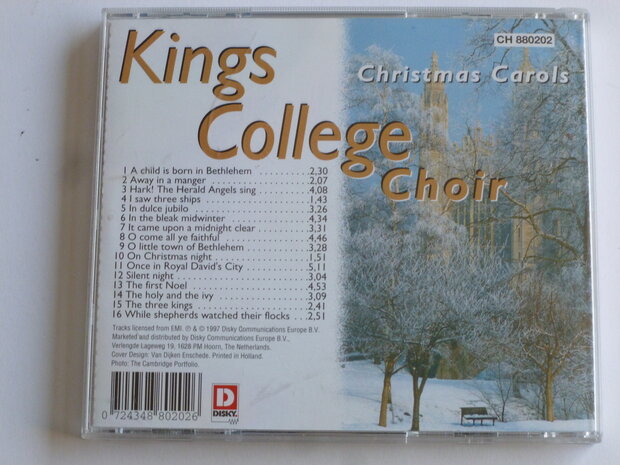 Kings
College
Choir
Christmas Carols
CH 880202
1 A child is born in Bethlehem 2,30
2 Away in a manger 2,07
3 Hark! The Herald Angels sing 4,08
4 I saw three ships 1,43
5 In dulce jubilo 3,26
6 In the bleak midwinter 4,34
7 It came upon a midnight clear 3,31
8 O come all ye faithful 4,46
9 O little town of Bethlehem 3,28
10 On Christmas night 1,51
11 Once in Royal David's City 5,11
12 Silent night 3,04
13 The first Noel 4,53
14 The holy and the ivy 3,09
15 The three kings 2,41
16 While shepherds watched their flocks 2,51
Tracks licensed from EMI. ℗ & © 1997 Disky Communications Europe B.V.
Marketed and distributed by Disky Communications Europe B.V.,
Verlengde Lageweg 19, 1628 PM Hoorn, The Netherlands.
Cover Design: Van Dijken Enschede. Printed in Holland.
Photo: The Cambridge Portfolio.
0 724348 802026
D
DISKY